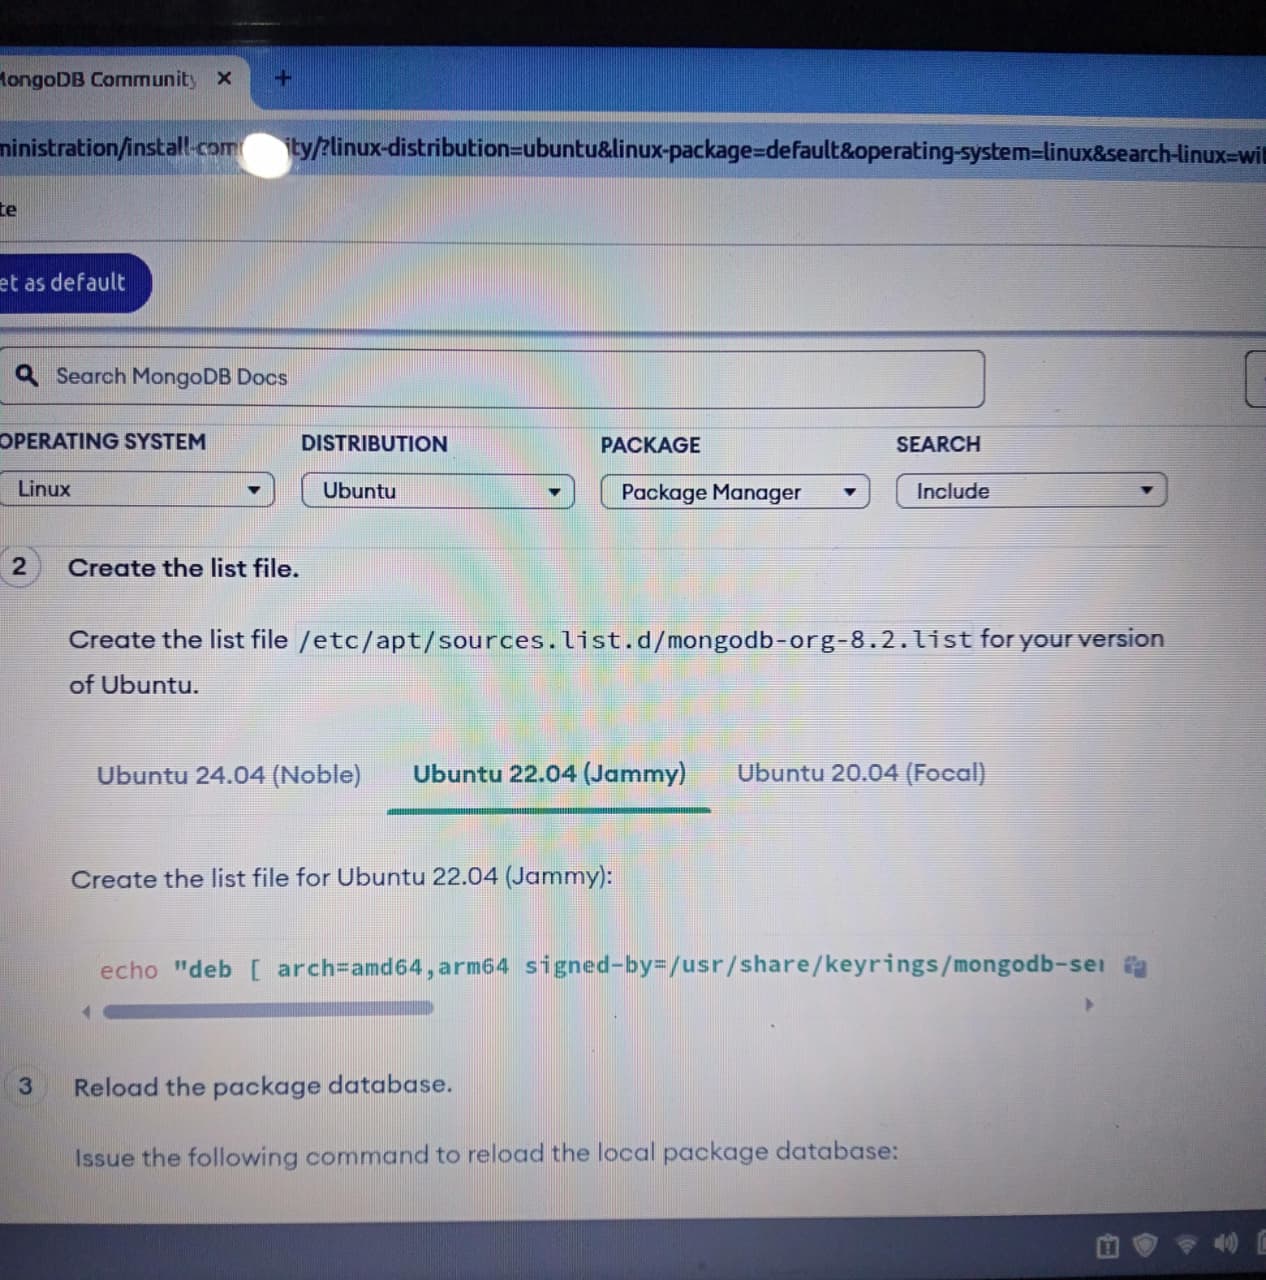 MongoDB Community × +
ministration/install-com ity/?linux-distribution=ubuntu&linux-package=default&operating-system=linux&search-linux=wit
te
et as default
Search MongoDB Docs
OPERATING SYSTEM DISTRIBUTION PACKAGE SEARCH
Linux Ubuntu Package Manager Include
2 Create the list file.
Create the list file /etc/apt/sources.list.d/mongodb-org-8.2.list for your version
of Ubuntu.
Ubuntu 24.04 (Noble) Ubuntu 22.04 (Jammy) Ubuntu 20.04 (Focal)
Create the list file for Ubuntu 22.04 (Jammy):
echo "deb [ arch=amd64,arm64 signed-by=/usr/share/keyrings/mongodb-ser
3 Reload the package database.
Issue the following command to reload the local package database: